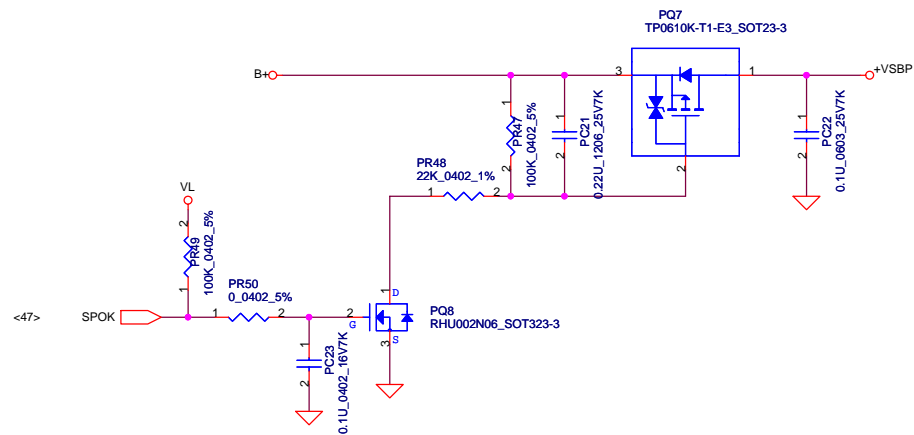 PQ7
TP0610K-T1-E3_SOT23-3
B+
3
1
+VSBP
1
2
PR47
100K_0402_5%
1
2
PC21
0.22U_1206_25V7K
2
1
2
PC22
0.1U_0603_25V7K
PR48
22K_0402_1%
1
2
VL
2
1
PR49
100K_0402_5%
PR50
0_0402_5%
<47>
SPOK
1
2
2
G
1
D
3
S
PQ8
RHU002N06_SOT323-3
1
2
PC23
0.1U_0402_16V7K